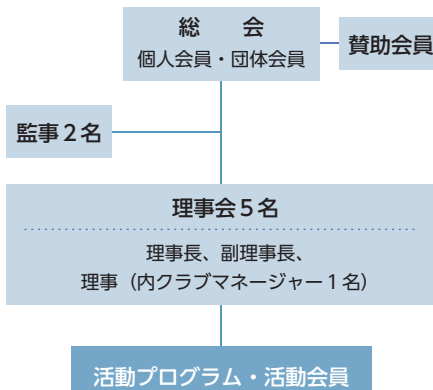 総　会
個人会員・団体会員
賛助会員
監事２名
理事会５名
理事長、副理事長、
理事（内クラブマネージャー１名）
活動プログラム・活動会員